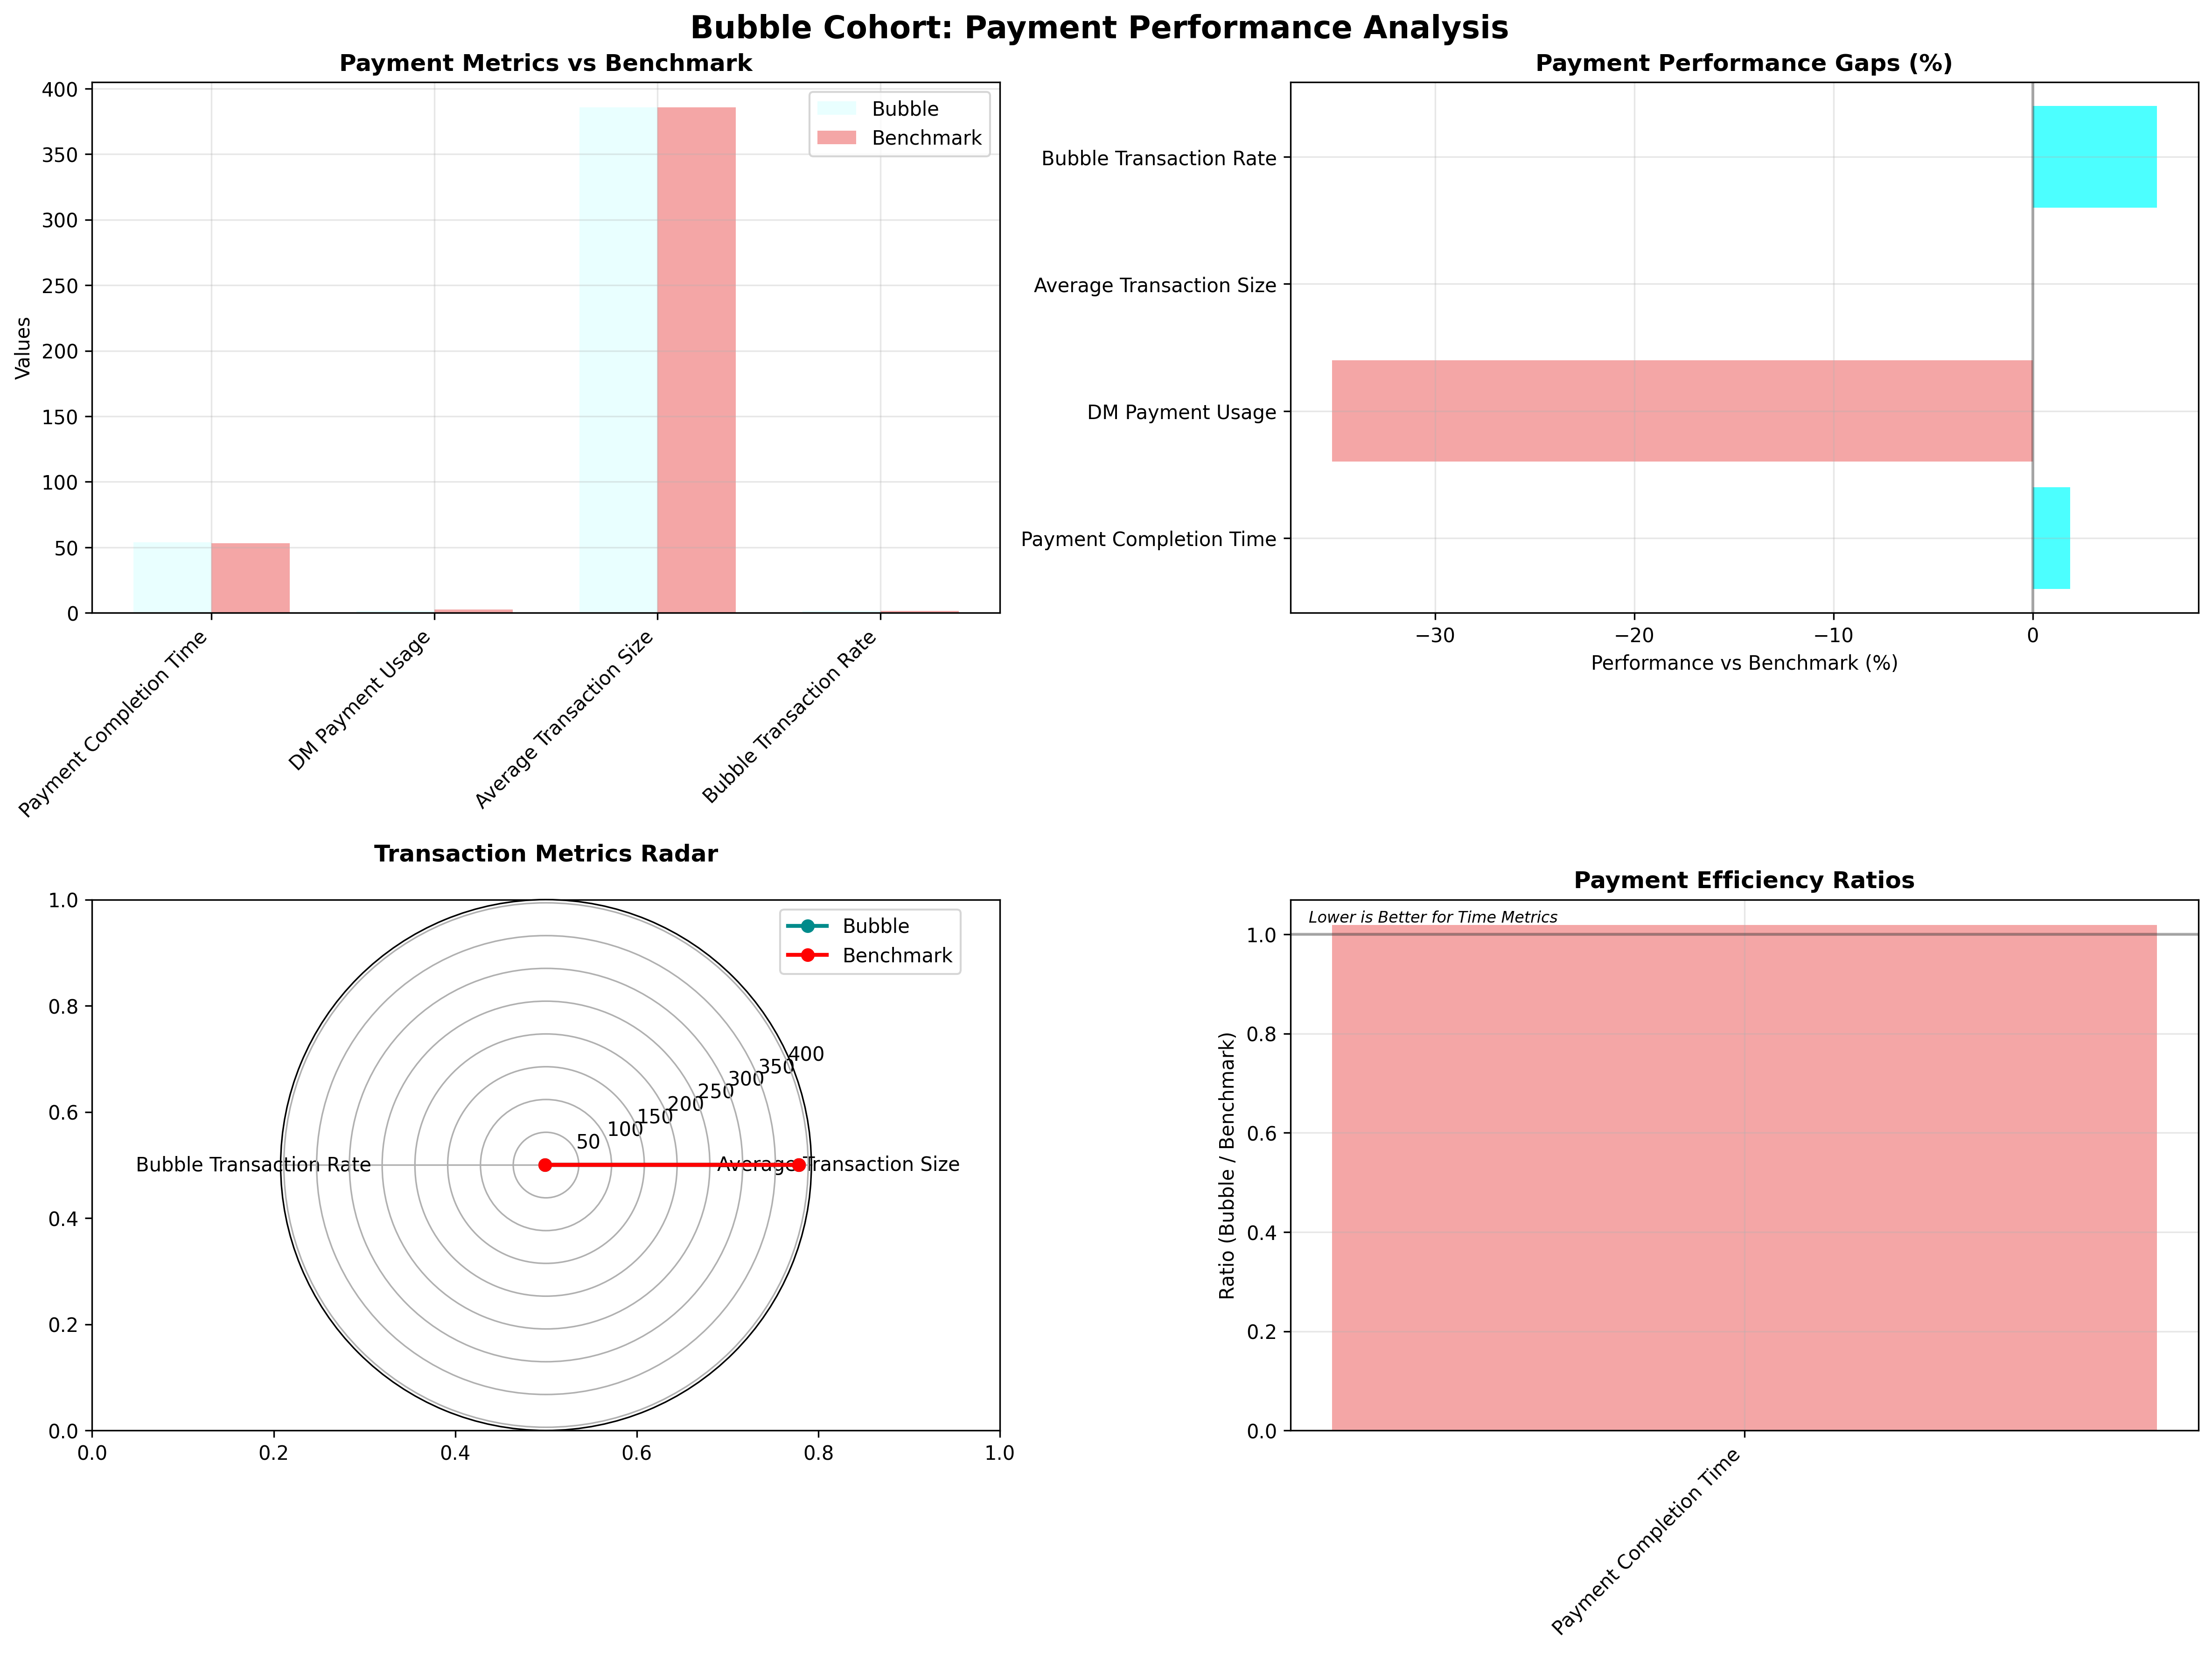 Bubble Cohort: Payment Performance Analysis
Payment Metrics vs Benchmark
400
350
300
250
200
150
100
50
0
Values
Bubble
Benchmark
Payment Completion Time
DM Payment Usage
Average Transaction Size
Bubble Transaction Rate
Payment Performance Gaps (%)
Bubble Transaction Rate
Average Transaction Size
DM Payment Usage
Payment Completion Time
−30
−20
−10
0
Performance vs Benchmark (%)
Transaction Metrics Radar
1.0
0.8
0.6
0.4
0.2
0.0
0.0
0.2
0.4
0.6
0.8
1.0
Bubble
Benchmark
400
350
300
250
200
150
100
50
Bubble Transaction Rate
Average Transaction Size
Payment Efficiency Ratios
Lower is Better for Time Metrics
1.0
0.8
0.6
0.4
0.2
0.0
Ratio (Bubble / Benchmark)
Payment Completion Time